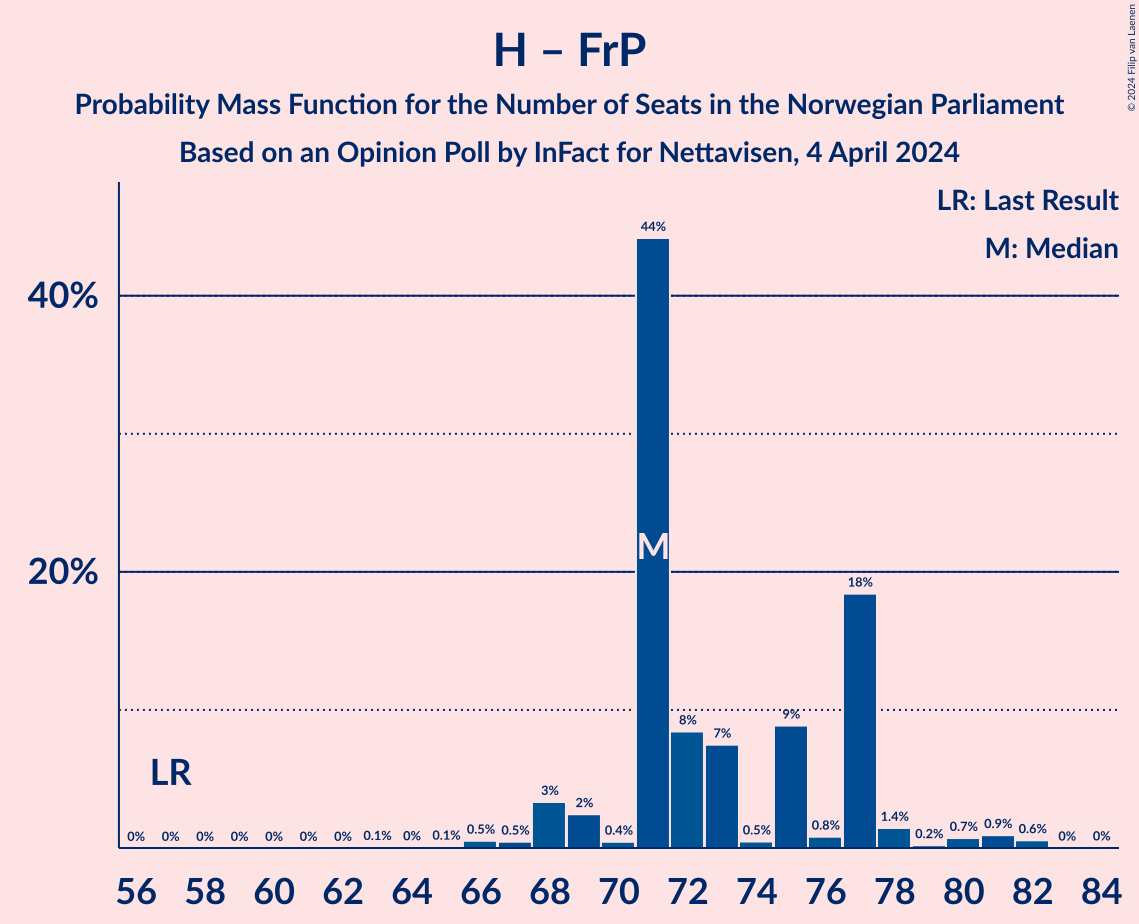 H – FrP
Probability Mass Function for the Number of Seats in the Norwegian Parliament
Based on an Opinion Poll by InFact for Nettavisen, 4 April 2024
© 2024 Filip van Laenen
LR: Last Result
M: Median
40%
20%
LR
M
0% 0% 0% 0% 0% 0% 0% 0.1% 0% 0.1% 0.5% 0.5% 3% 2% 0.4% 44% 8% 7% 0.5% 9% 0.8% 18% 1.4% 0.2% 0.7% 0.9% 0.6% 0% 0%
56 58 60 62 64 66 68 70 72 74 76 78 80 82 84